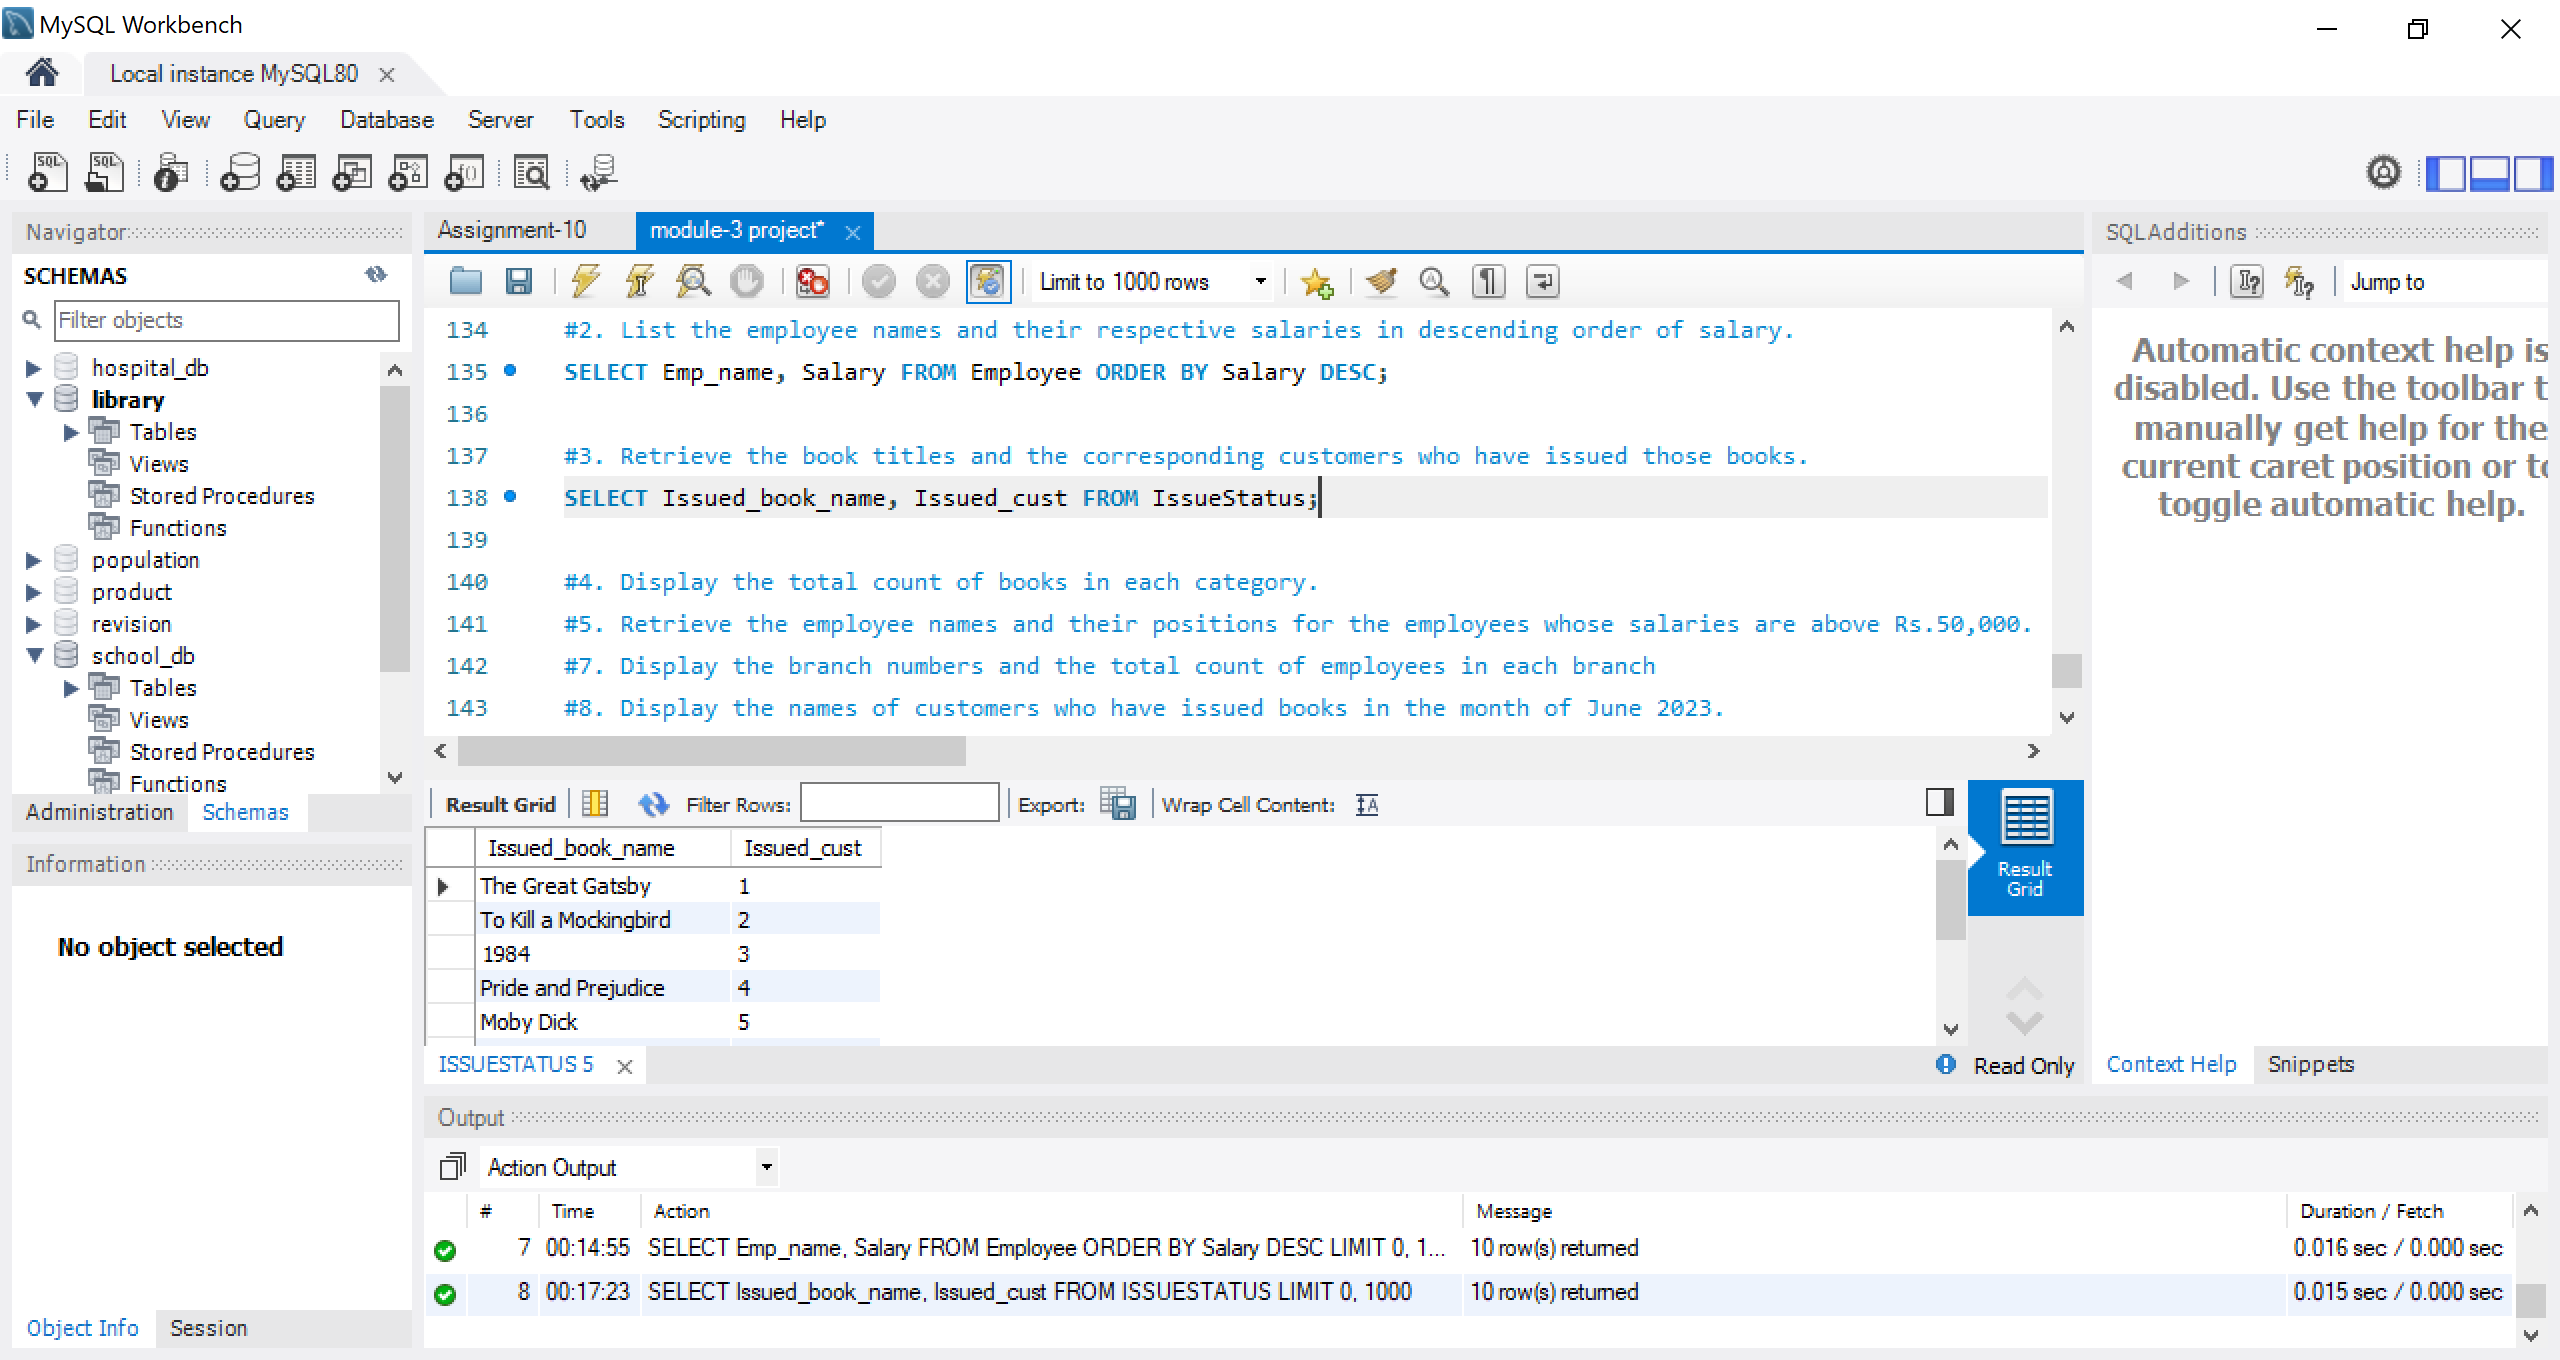 MySQL Workbench
Local instance MySQL80
File Edit View Query Database Server Tools Scripting Help
Navigator
SCHEMAS
Filter objects
hospital_db
library
Tables
Views
Stored Procedures
Functions
population
product
revision
school_db
Tables
Views
Stored Procedures
Functions
Administration Schemas
Information
No object selected
Object Info Session
Assignment-10 module-3 project*
Limit to 1000 rows
134 #2. List the employee names and their respective salaries in descending order of salary.
135 SELECT Emp_name, Salary FROM Employee ORDER BY Salary DESC;
136
137 #3. Retrieve the book titles and the corresponding customers who have issued those books.
138 SELECT Issued_book_name, Issued_cust FROM IssueStatus;
139
140 #4. Display the total count of books in each category.
141 #5. Retrieve the employee names and their positions for the employees whose salaries are above Rs.50,000.
142 #7. Display the branch numbers and the total count of employees in each branch
143 #8. Display the names of customers who have issued books in the month of June 2023.
Result Grid Filter Rows: Export: Wrap Cell Content:
Issued_book_name Issued_cust
The Great Gatsby 1
To Kill a Mockingbird 2
1984 3
Pride and Prejudice 4
Moby Dick 5
Result
Grid
ISSUESTATUS 5 Read Only
SQLAdditions
Jump to
Automatic context help is
disabled. Use the toolbar t
manually get help for the
current caret position or to
toggle automatic help.
Context Help Snippets
Output
Action Output
# Time Action Message Duration / Fetch
7 00:14:55 SELECT Emp_name, Salary FROM Employee ORDER BY Salary DESC LIMIT 0, 1... 10 row(s) returned 0.016 sec / 0.000 sec
8 00:17:23 SELECT Issued_book_name, Issued_cust FROM ISSUESTATUS LIMIT 0, 1000 10 row(s) returned 0.015 sec / 0.000 sec